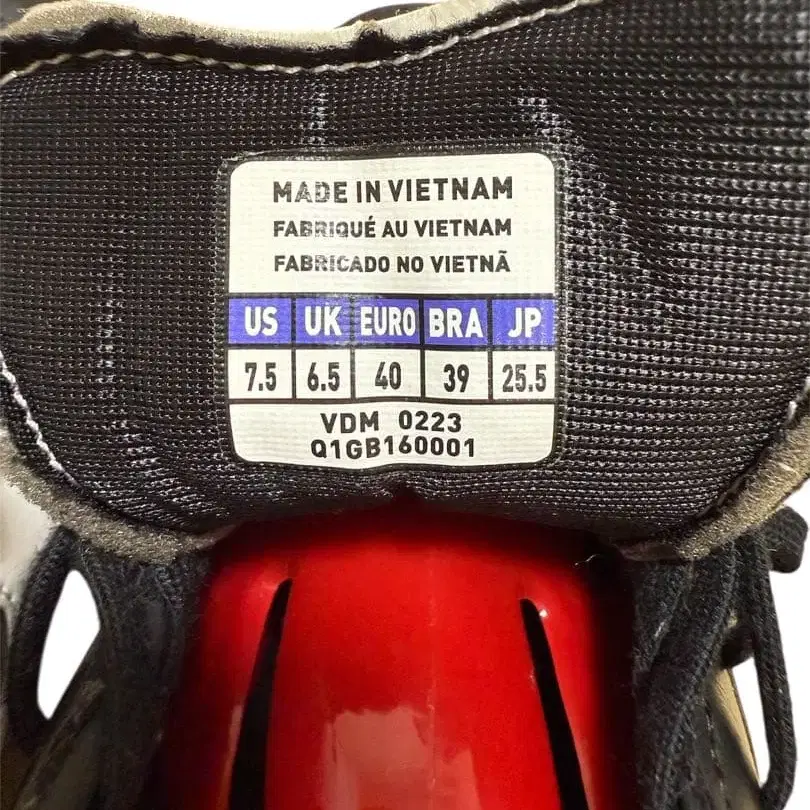 MADE IN VIETNAM
FABRIQUÉ AU VIETNAM
FABRICADO NO VIETNÃ
US UK EURO BRA JP
7.5 6.5 40 39 25.5
VDM 0223
Q1GB160001